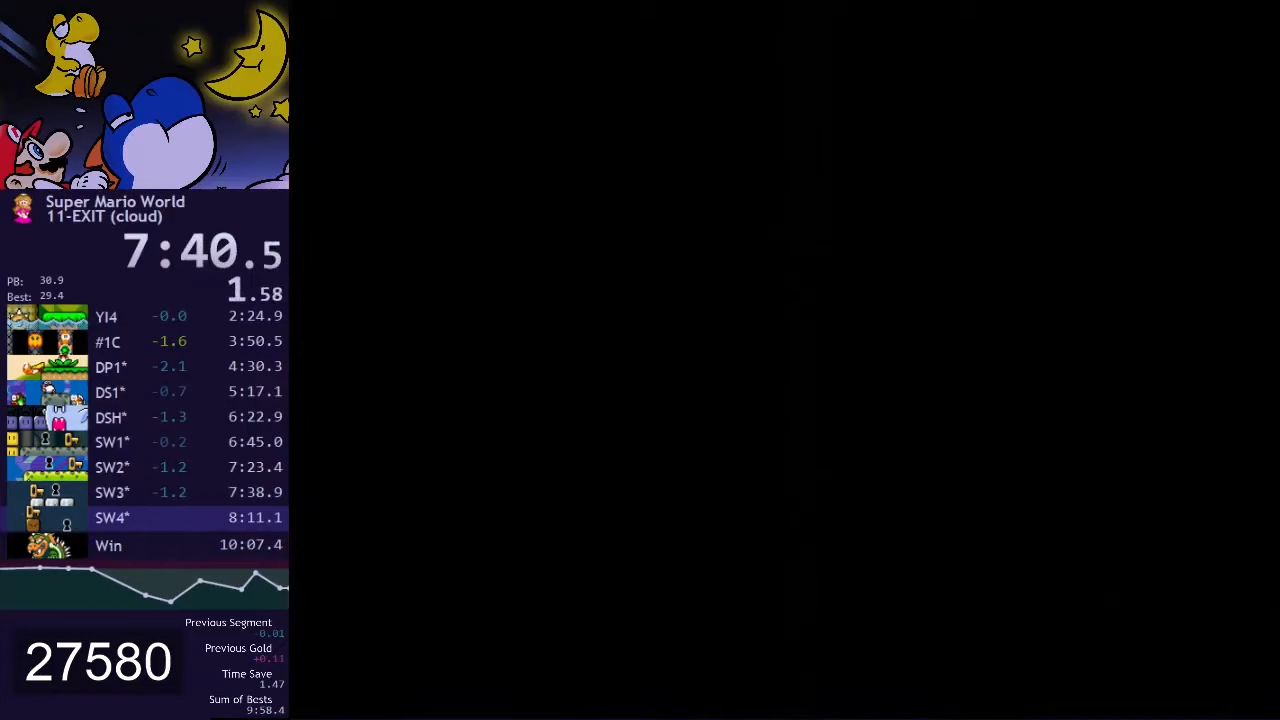 Super Mario World
11-EXIT (cloud)
7:40.5
PB: 30.9
Best: 29.4
1.58
YI4 -0.0 2:24.9
#1C -1.6 3:50.5
DP1* -2.1 4:30.3
DS1* -0.7 5:17.1
DSH* -1.3 6:22.9
SW1* -0.2 6:45.0
SW2* -1.2 7:23.4
SW3* -1.2 7:38.9
SW4* 8:11.1
Win 10:07.4
Previous Segment
-0.01
Previous Gold
+0.11
Time Save
1.47
Sum of Bests
9:58.4
27580